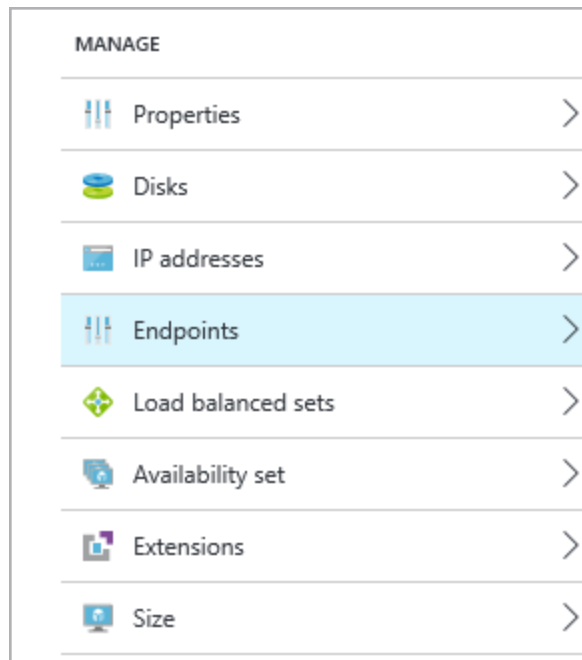 MANAGE
Properties
Disks
IP addresses
Endpoints
Load balanced sets
Availability set
Extensions
Size